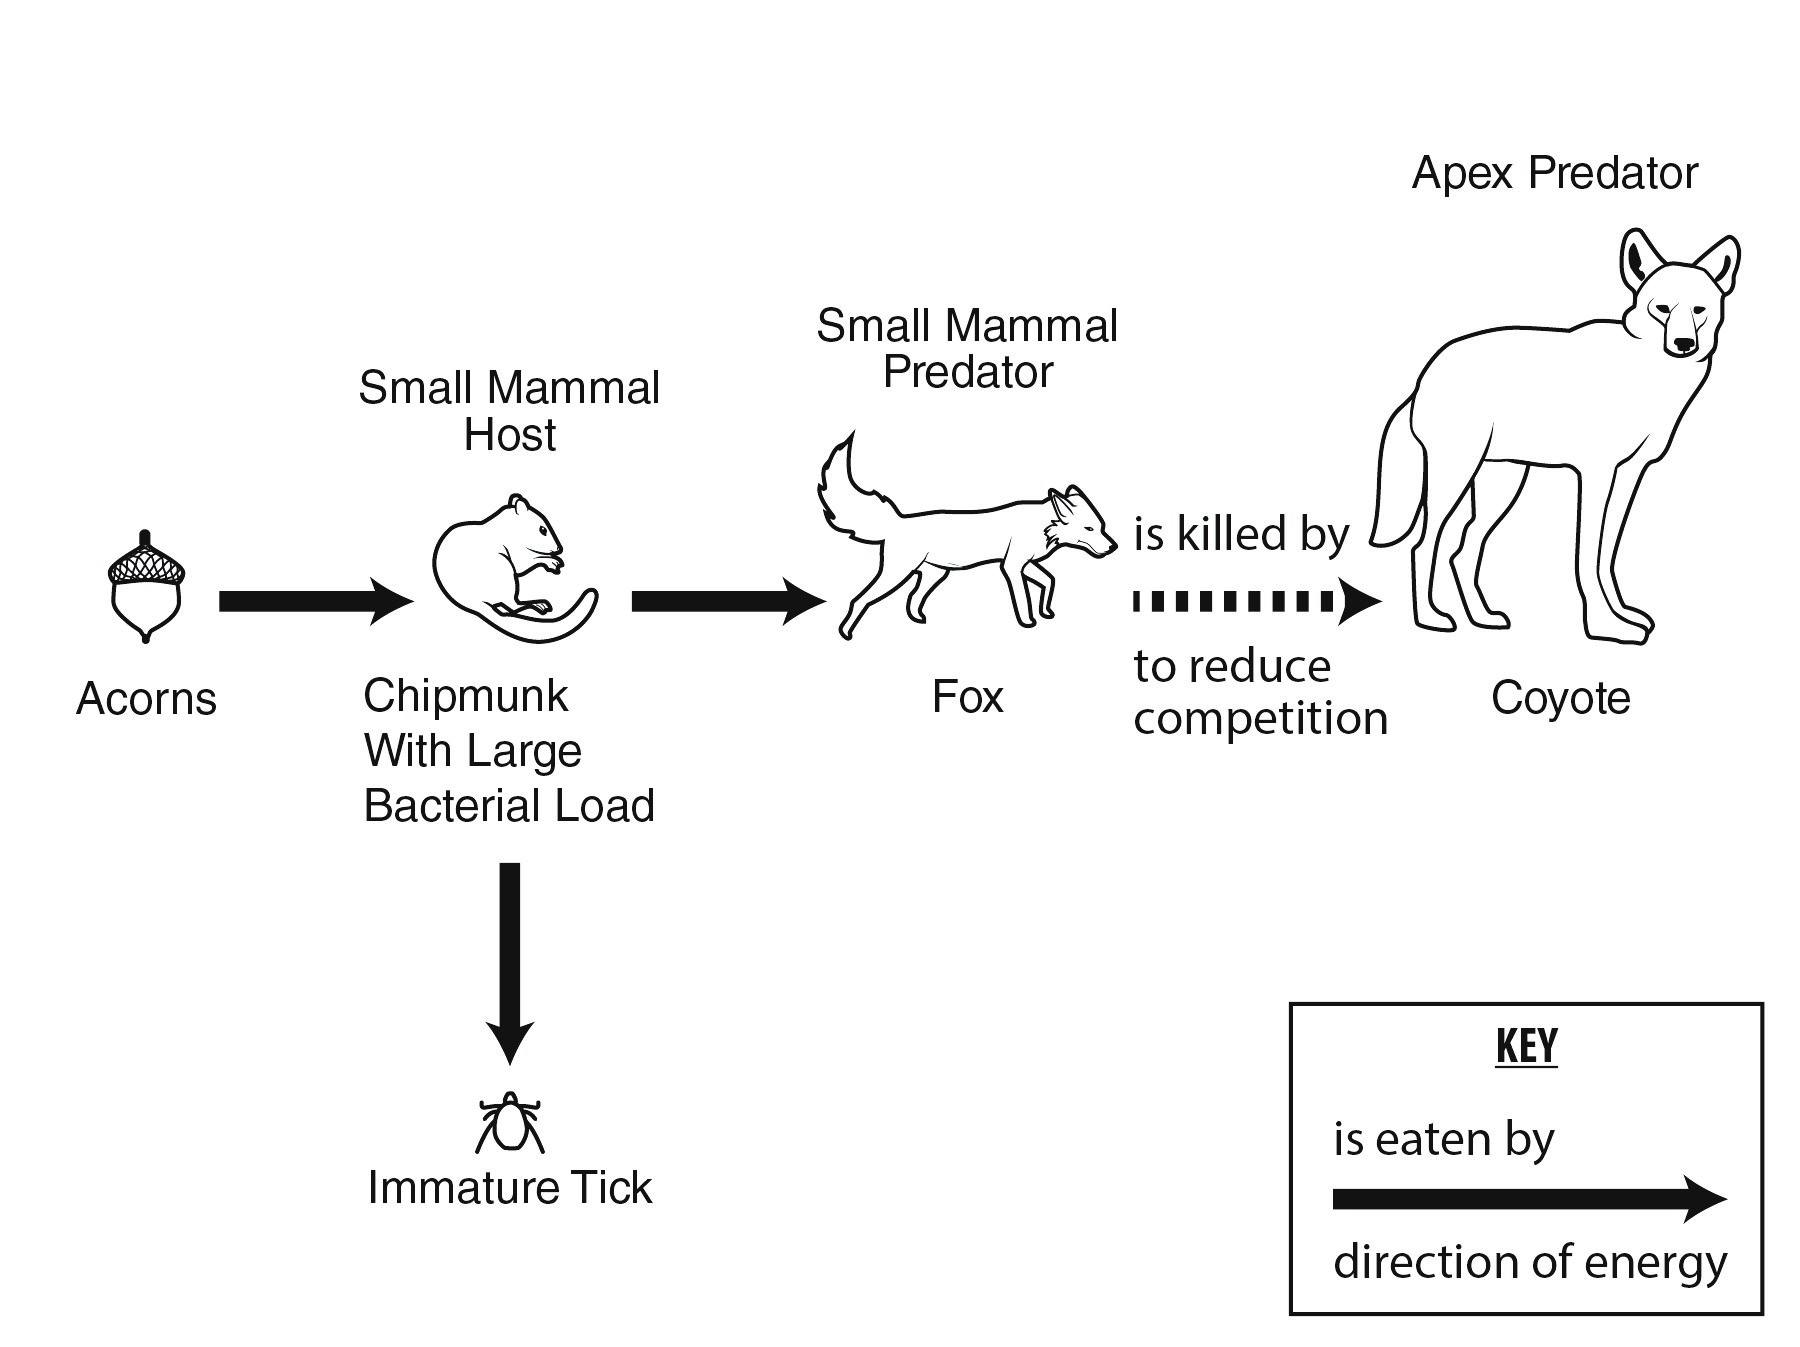 Apex Predator
Small Mammal
Predator
Small Mammal
Host
is killed by
to reduce
competition
Acorns
Chipmunk
With Large
Bacterial Load
Fox
Coyote
Immature Tick
KEY
is eaten by
direction of energy